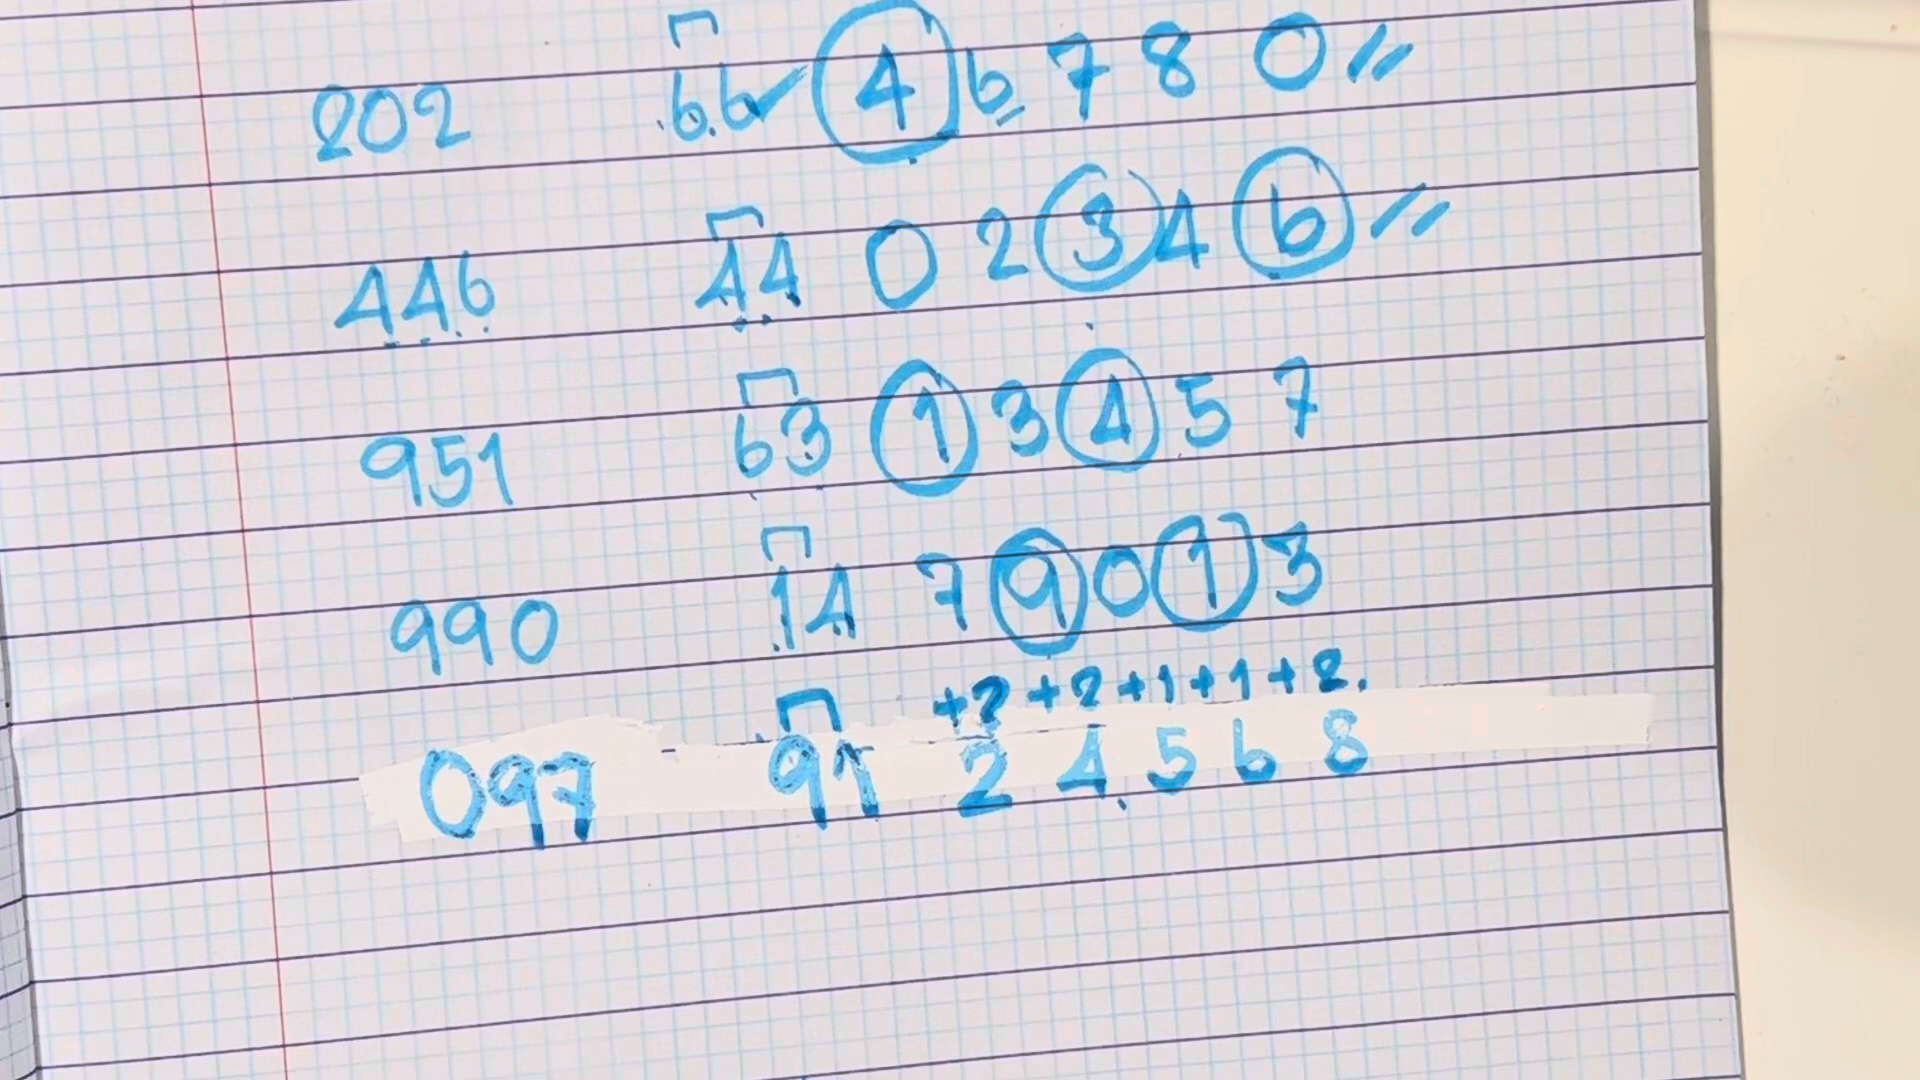 202 66✓ 4 6 7 8 0 //
446 44 0 2 3 4 6 //
951 63 1 3 4 5 7
990 14 7 9 0 1 3
+2 +2 +1 +1 +2
097 91 2 4 5 6 8